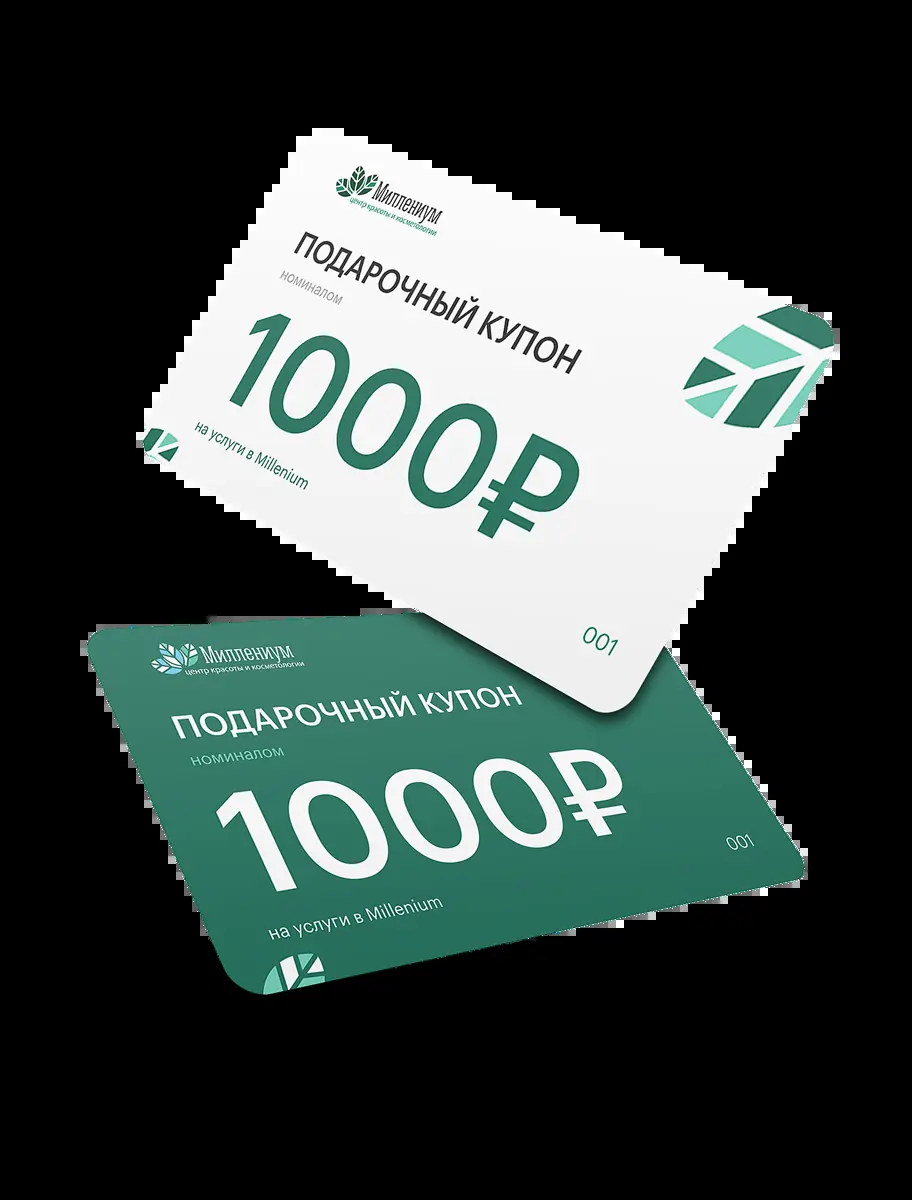 Миллениум
центр красоты и косметологии
ПОДАРОЧНЫЙ КУПОН
номиналом
1000₽
на услуги в Millenium
001
Миллениум
центр красоты и косметологии
ПОДАРОЧНЫЙ КУПОН
номиналом
1000₽
001
на услуги в Millenium